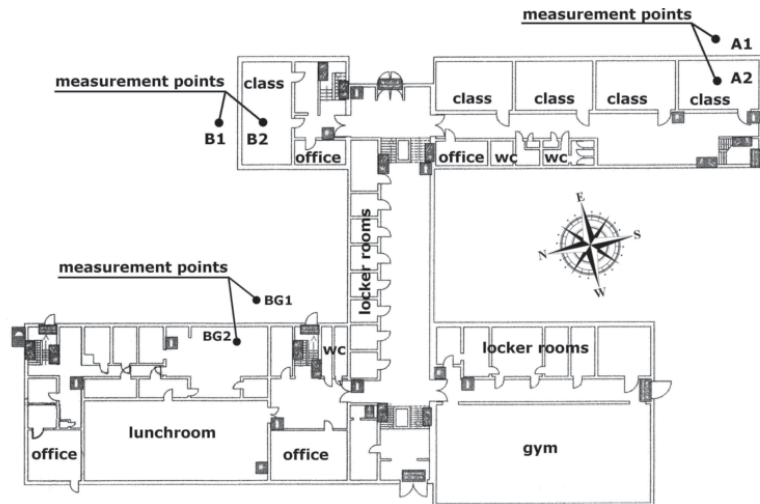 measurement points
A1
A2
measurement points
class
B1
B2
class
class
class
class
office
office
wc
wc
locker rooms
E
N
S
W
measurement points
BG1
BG2
wc
locker rooms
lunchroom
office
office
gym